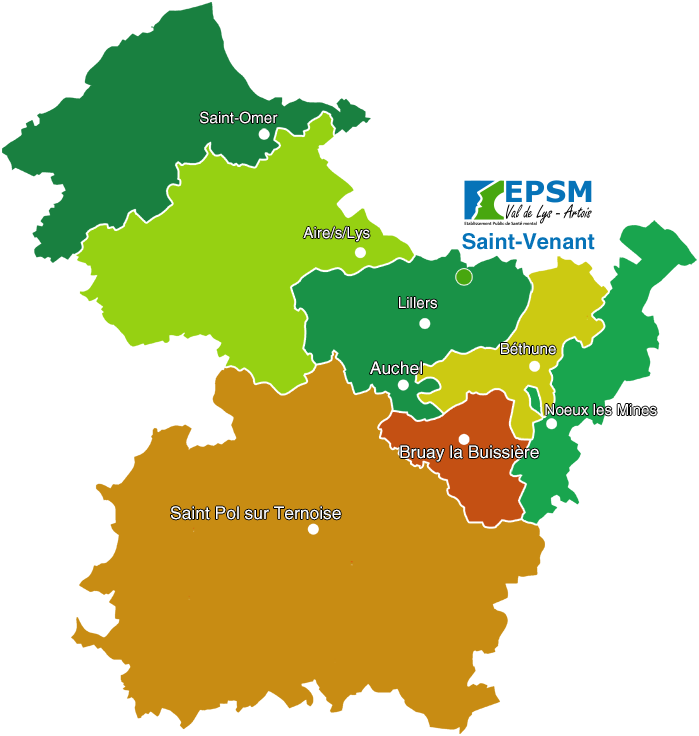 Saint-Omer
EPSM
Val de Lys - Artois
Etablissement Public de Santé mental
Saint-Venant
Aire/s/Lys
Lillers
Béthune
Auchel
Noeux les Mines
Bruay la Buissière
Saint Pol sur Ternoise